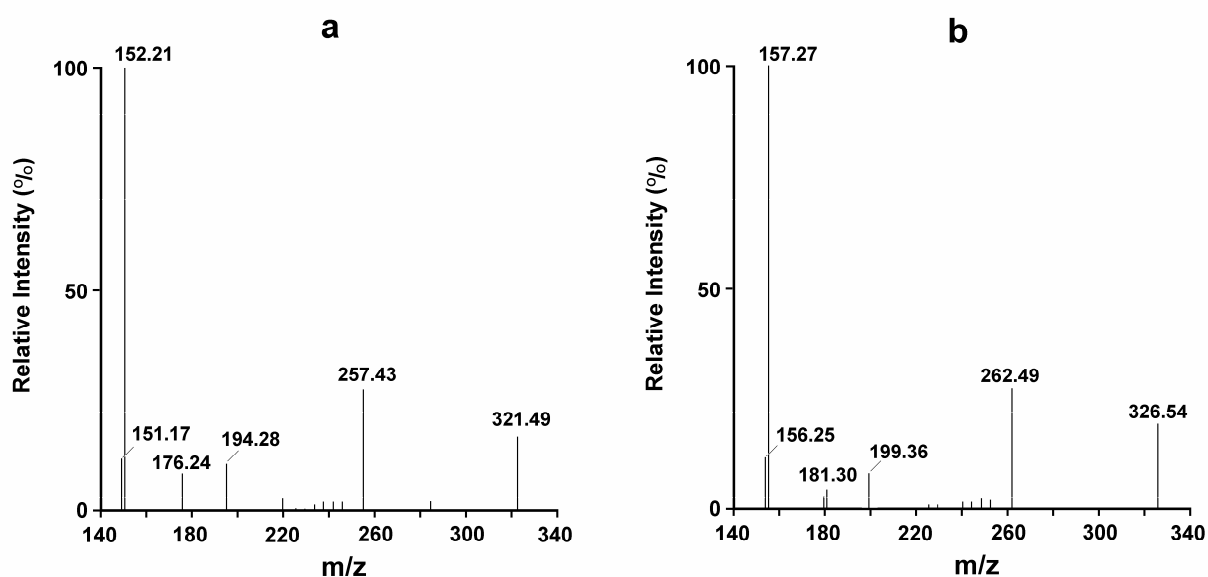 a
152.21
100
Relative Intensity (%)
50
257.43
321.49
151.17
194.28
176.24
0
140 180 220 260 300 340
m/z
b
157.27
100
Relative Intensity (%)
50
262.49
326.54
156.25
199.36
181.30
0
140 180 220 260 300 340
m/z